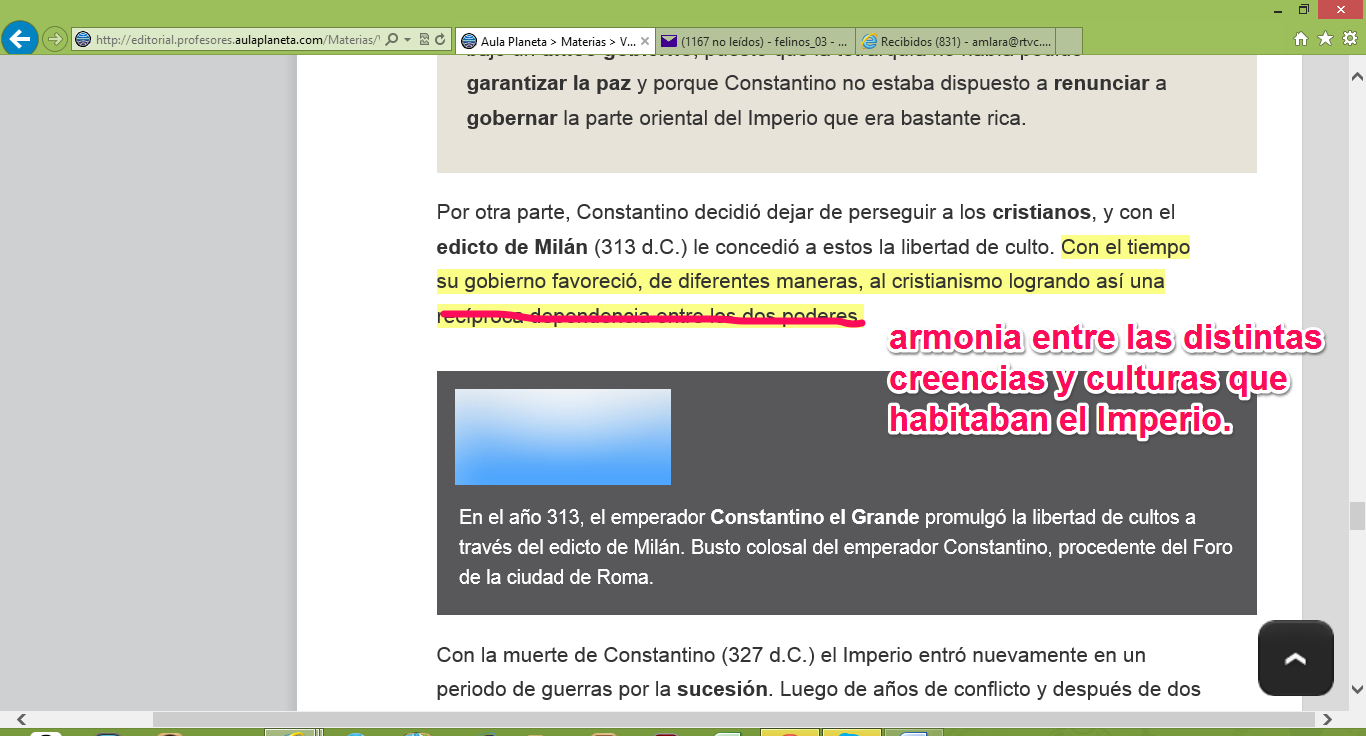 http://editorial.profesores.aulaplaneta.com/Materias/
Aula Planeta > Materias > V...
(1167 no leídos) - felinos_03 - ...
Recibidos (831) - amlara@rtvc....
garantizar la paz y porque Constantino no estaba dispuesto a renunciar a
gobernar la parte oriental del Imperio que era bastante rica.
Por otra parte, Constantino decidió dejar de perseguir a los cristianos, y con el
edicto de Milán (313 d.C.) le concedió a estos la libertad de culto. Con el tiempo
su gobierno favoreció, de diferentes maneras, al cristianismo logrando así una
recíproca dependencia entre los dos poderes.
armonia entre las distintas
creencias y culturas que
habitaban el Imperio.
En el año 313, el emperador Constantino el Grande promulgó la libertad de cultos a
través del edicto de Milán. Busto colosal del emperador Constantino, procedente del Foro
de la ciudad de Roma.
Con la muerte de Constantino (327 d.C.) el Imperio entró nuevamente en un
periodo de guerras por la sucesión. Luego de años de conflicto y después de dos